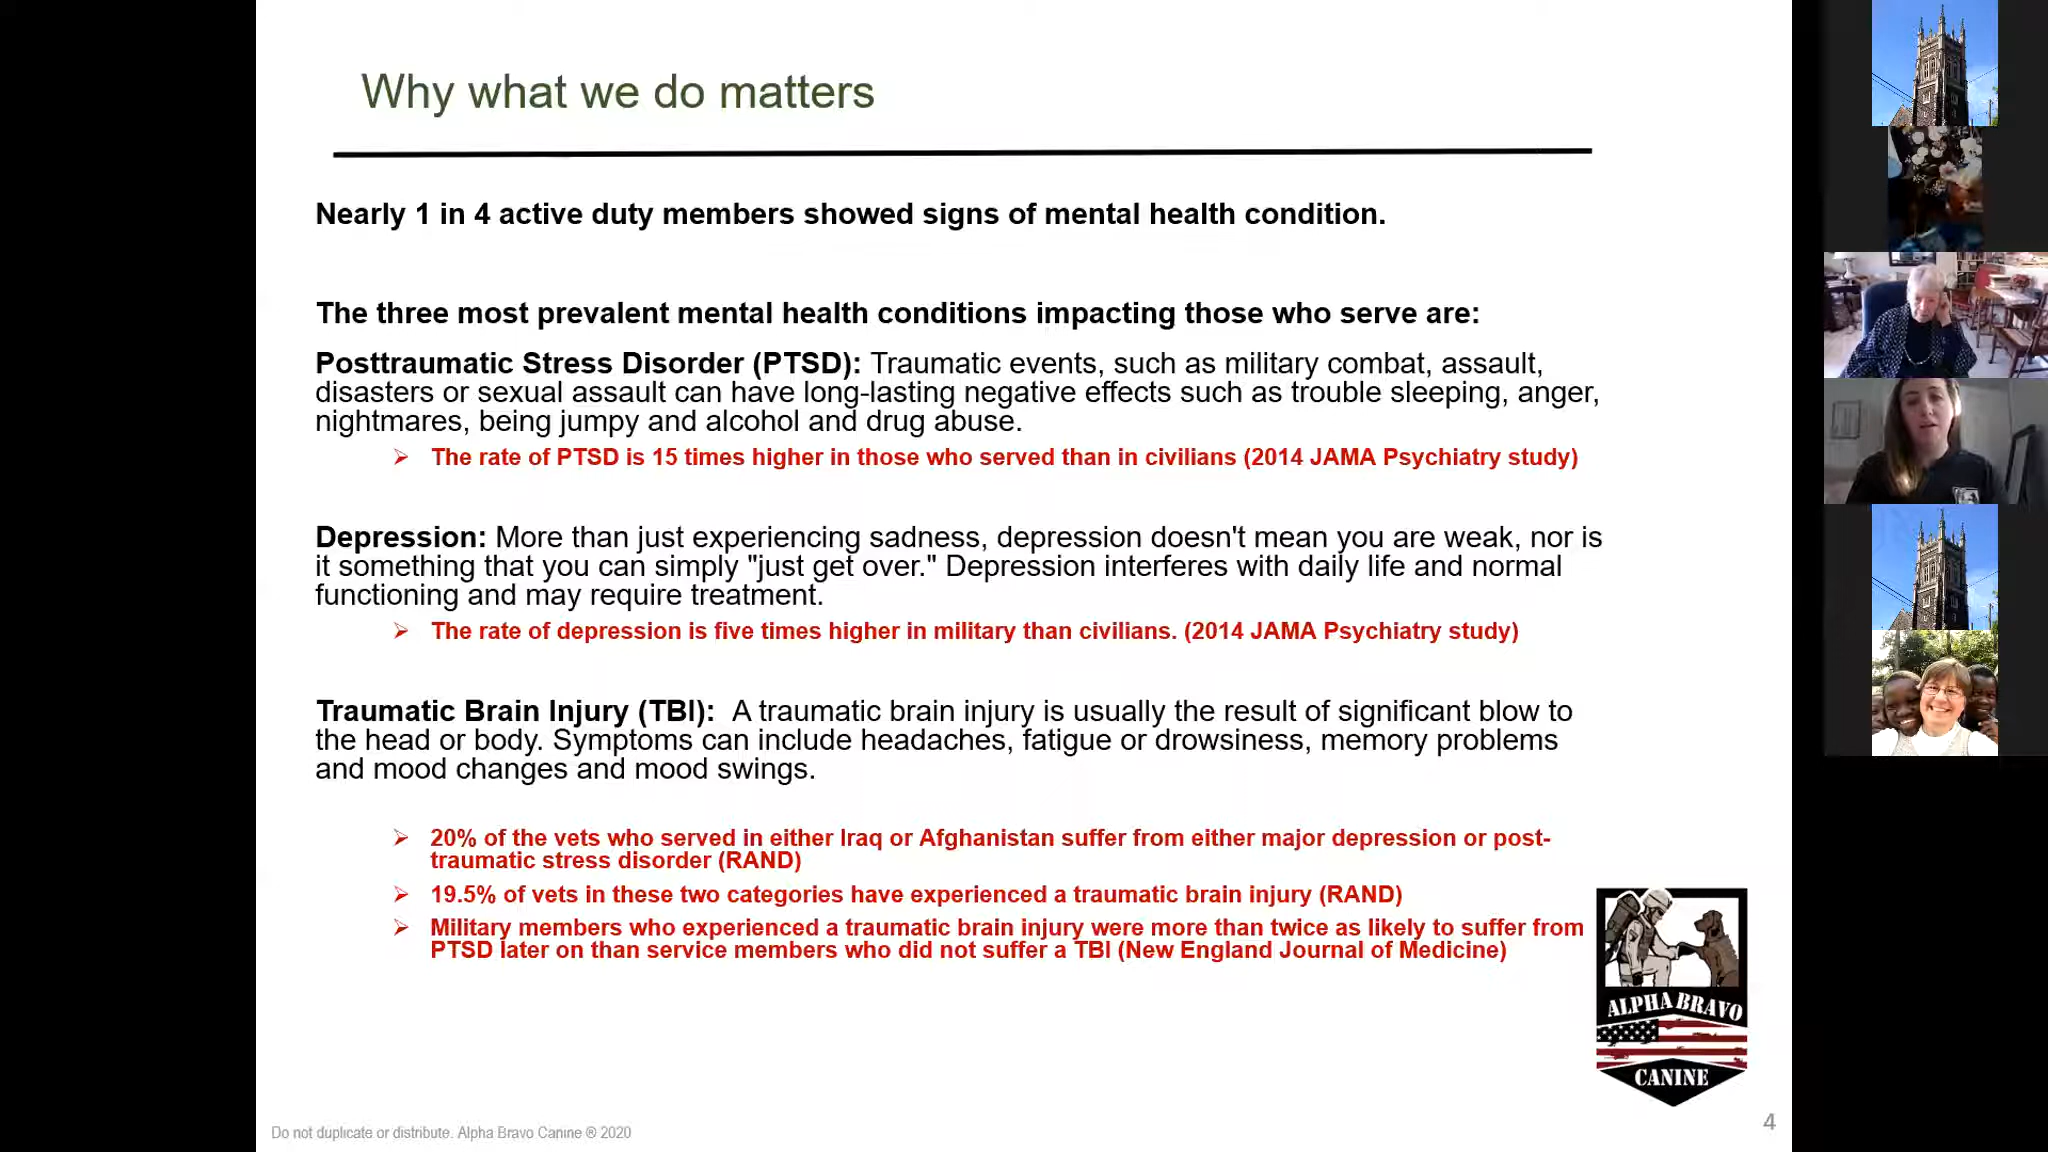 Why what we do matters
Nearly 1 in 4 active duty members showed signs of mental health condition.
The three most prevalent mental health conditions impacting those who serve are:
Posttraumatic Stress Disorder (PTSD): Traumatic events, such as military combat, assault,
disasters or sexual assault can have long-lasting negative effects such as trouble sleeping, anger,
nightmares, being jumpy and alcohol and drug abuse.
➢ The rate of PTSD is 15 times higher in those who served than in civilians (2014 JAMA Psychiatry study)
Depression: More than just experiencing sadness, depression doesn't mean you are weak, nor is
it something that you can simply "just get over." Depression interferes with daily life and normal
functioning and may require treatment.
➢ The rate of depression is five times higher in military than civilians. (2014 JAMA Psychiatry study)
Traumatic Brain Injury (TBI): A traumatic brain injury is usually the result of significant blow to
the head or body. Symptoms can include headaches, fatigue or drowsiness, memory problems
and mood changes and mood swings.
➢ 20% of the vets who served in either Iraq or Afghanistan suffer from either major depression or post-
traumatic stress disorder (RAND)
➢ 19.5% of vets in these two categories have experienced a traumatic brain injury (RAND)
➢ Military members who experienced a traumatic brain injury were more than twice as likely to suffer from
PTSD later on than service members who did not suffer a TBI (New England Journal of Medicine)
ALPHA BRAVO
CANINE
Do not duplicate or distribute. Alpha Bravo Canine ® 2020
4